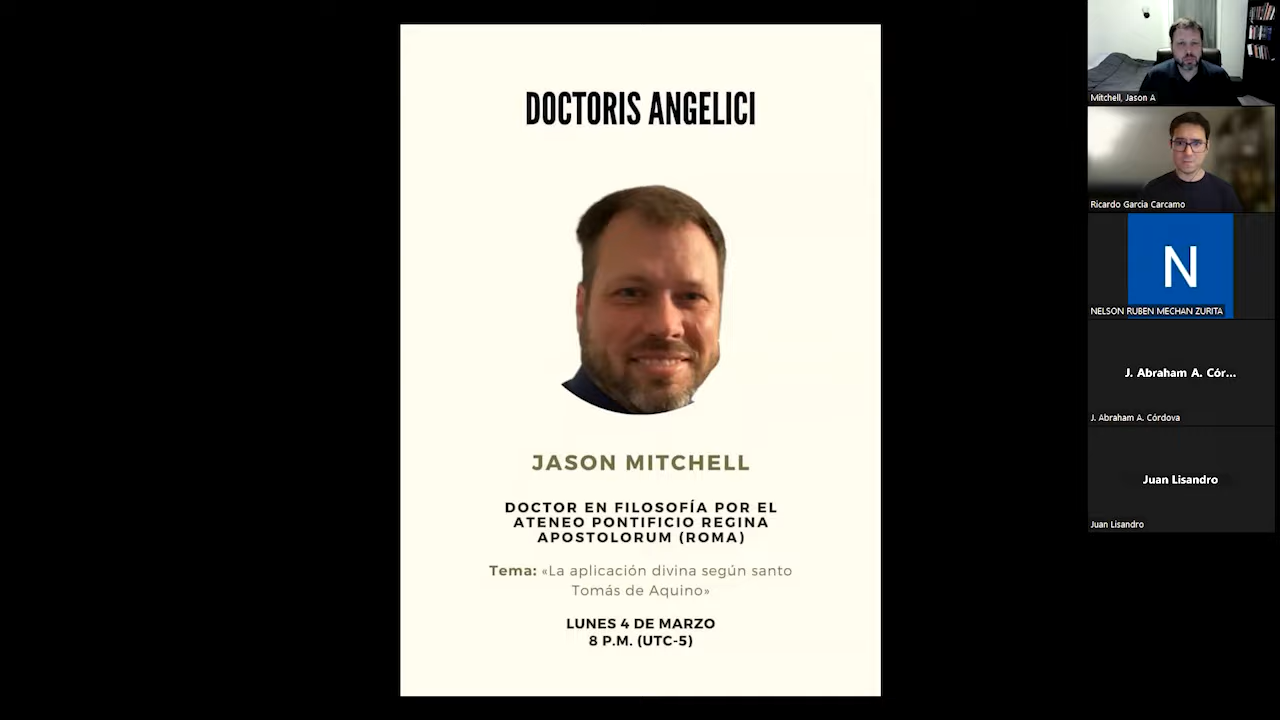 DOCTORIS ANGELICI
JASON MITCHELL
DOCTOR EN FILOSOFÍA POR EL
ATENEO PONTIFICIO REGINA
APOSTOLORUM (ROMA)
Tema: «La aplicación divina según santo
Tomás de Aquino»
LUNES 4 DE MARZO
8 P.M. (UTC-5)
Mitchell, Jason A
Ricardo Garcia Carcamo
N
NELSON RUBEN MECHAN ZURITA
J. Abraham A. Cór...
J. Abraham A. Córdova
Juan Lisandro
Juan Lisandro